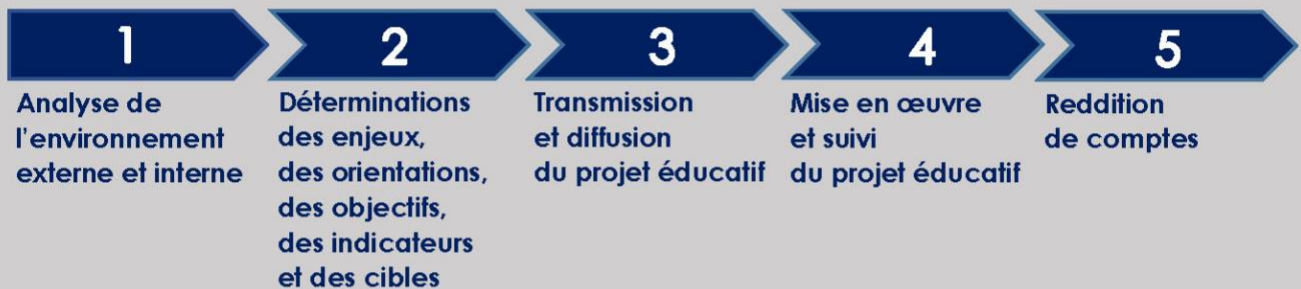 1
Analyse de
l'environnement
externe et interne
2
Déterminations
des enjeux,
des orientations,
des objectifs,
des indicateurs
et des cibles
3
Transmission
et diffusion
du projet éducatif
4
Mise en œuvre
et suivi
du projet éducatif
5
Reddition
de comptes